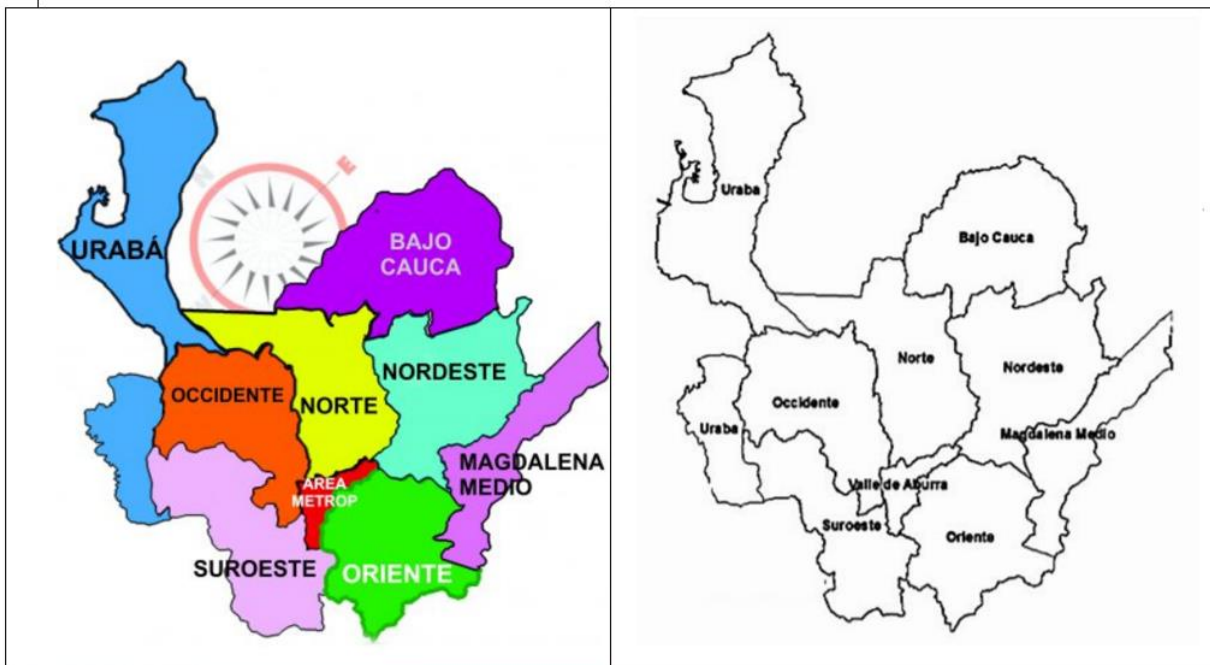 E
N
URABÁ
BAJO
CAUCA
NORDESTE
OCCIDENTE
NORTE
MAGDALENA
MEDIO
ÁREA
METROP
SUROESTE
ORIENTE
Uraba
Bajo Cauca
Norte
Nordeste
Occidente
Uraba
Magdalena Medio
Valle de Aburra
Suroeste
Oriente